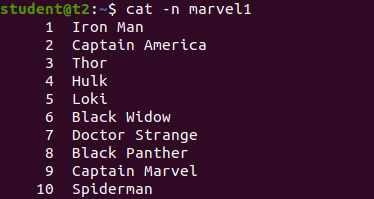 student@t2:~$ cat -n marvel1
1 Iron Man
2 Captain America
3 Thor
4 Hulk
5 Loki
6 Black Widow
7 Doctor Strange
8 Black Panther
9 Captain Marvel
10 Spiderman